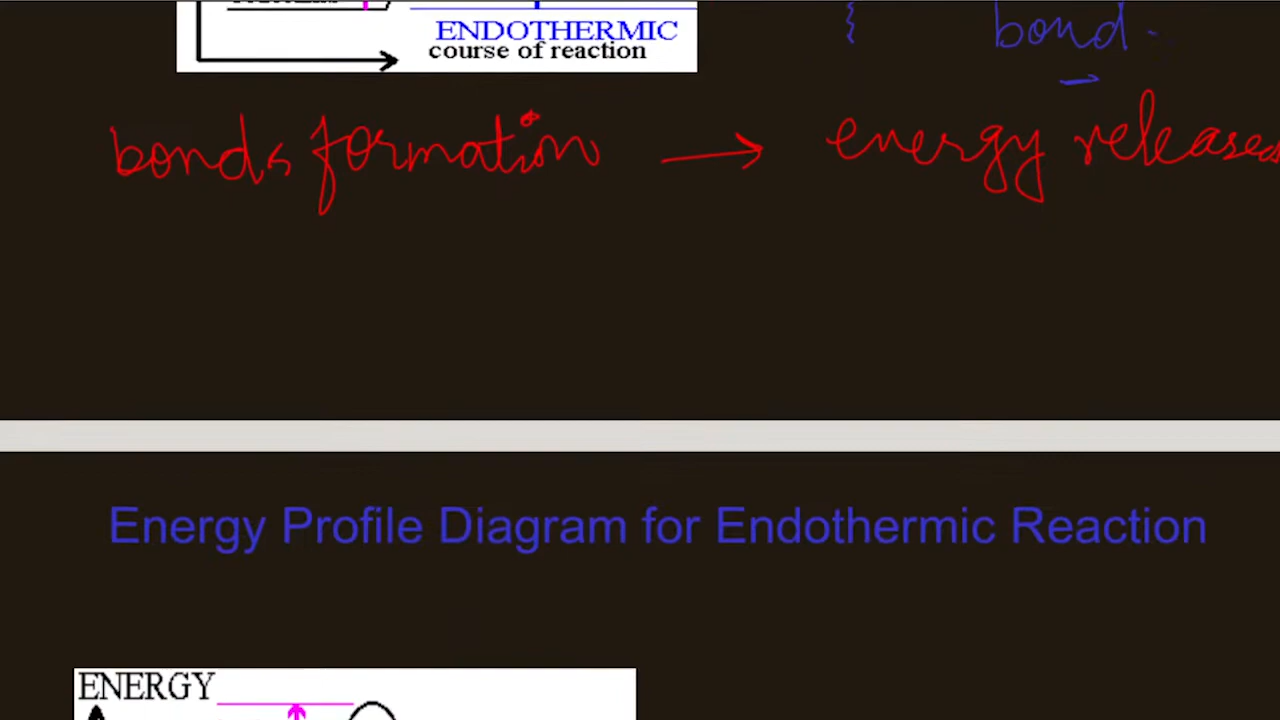 ENDOTHERMIC
course of reaction
bond.
bonds formation → energy released
Energy Profile Diagram for Endothermic Reaction
ENERGY